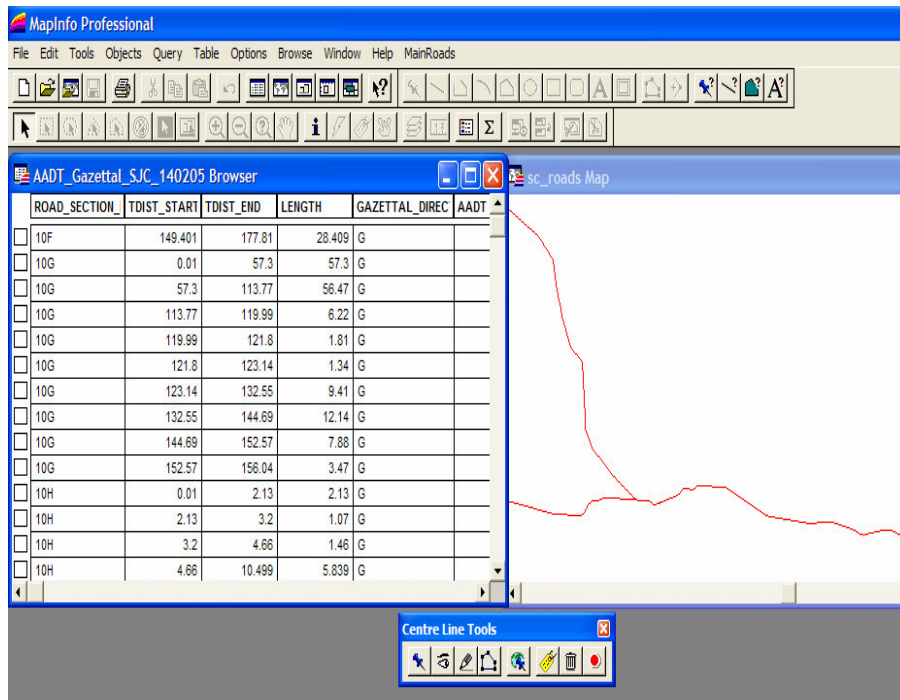 MapInfo Professional
File Edit Tools Objects Query Table Options Browse Window Help MainRoads
AADT_Gazettal_SJC_140205 Browser
sc_roads Map
ROAD_SECTION_ TDIST_START TDIST_END LENGTH GAZETTAL_DIREC AADT
10F 149.401 177.81 28.409 G
10G 0.01 57.3 57.3 G
10G 57.3 113.77 56.47 G
10G 113.77 119.99 6.22 G
10G 119.99 121.8 1.81 G
10G 121.8 123.14 1.34 G
10G 123.14 132.55 9.41 G
10G 132.55 144.69 12.14 G
10G 144.69 152.57 7.88 G
10G 152.57 156.04 3.47 G
10H 0.01 2.13 2.13 G
10H 2.13 3.2 1.07 G
10H 3.2 4.66 1.46 G
10H 4.66 10.499 5.839 G
Centre Line Tools